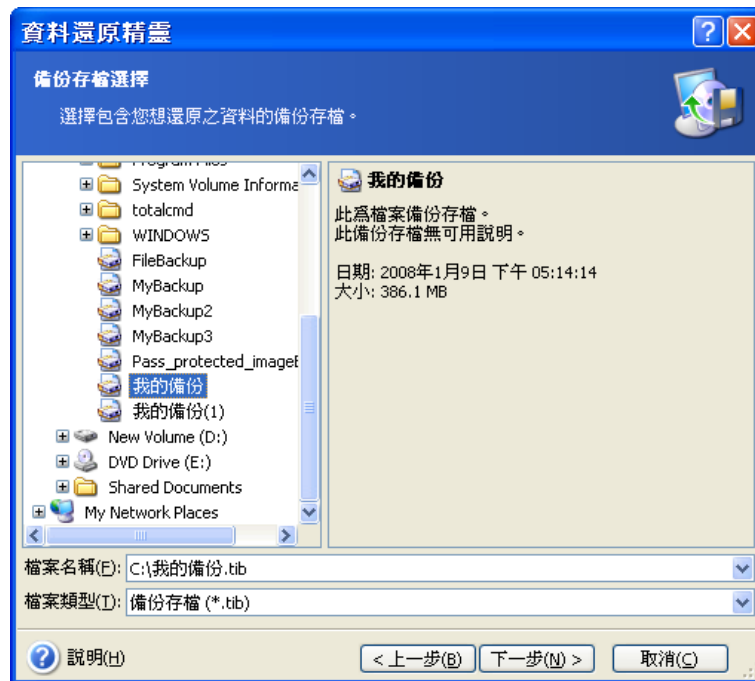 資料還原精靈
備份存檔選擇
選擇包含您想還原之資料的備份存檔。
Program Files
System Volume Informa
totalcmd
WINDOWS
FileBackup
MyBackup
MyBackup2
MyBackup3
Pass_protected_imageB
我的備份
我的備份(1)
New Volume (D:)
DVD Drive (E:)
Shared Documents
My Network Places
我的備份
此為檔案備份存檔。
此備份存檔無可用說明。
日期: 2008年1月9日 下午 05:14:14
大小: 386.1 MB
檔案名稱(F): C:\我的備份.tib
檔案類型(T): 備份存檔 (*.tib)
說明(H)
< 上一步(B)
下一步(N) >
取消(C)